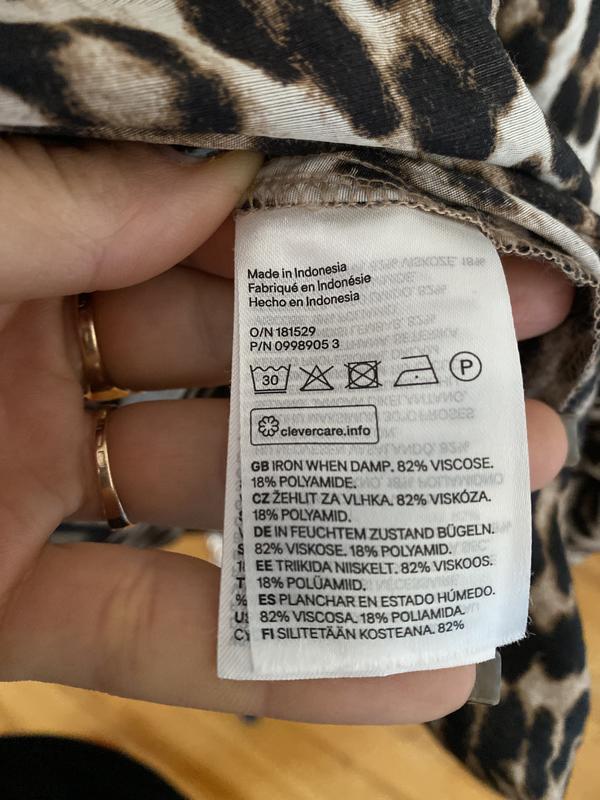 Made in Indonesia
Fabriqué en Indonésie
Hecho en Indonesia
O/N 181529
P/N 0998905 3
30
P
clevercare.info
GB IRON WHEN DAMP. 82% VISCOSE.
18% POLYAMIDE.
CZ ŽEHLIT ZA VLHKA. 82% VISKÓZA.
18% POLYAMID.
DE IN FEUCHTEM ZUSTAND BÜGELN.
82% VISKOSE. 18% POLYAMID.
EE TRIIKIDA NIISKELT. 82% VISKOOS.
18% POLÜAMIID.
ES PLANCHAR EN ESTADO HÚMEDO.
82% VISCOSA. 18% POLIAMIDA.
FI SILITETÄÄN KOSTEANA. 82%